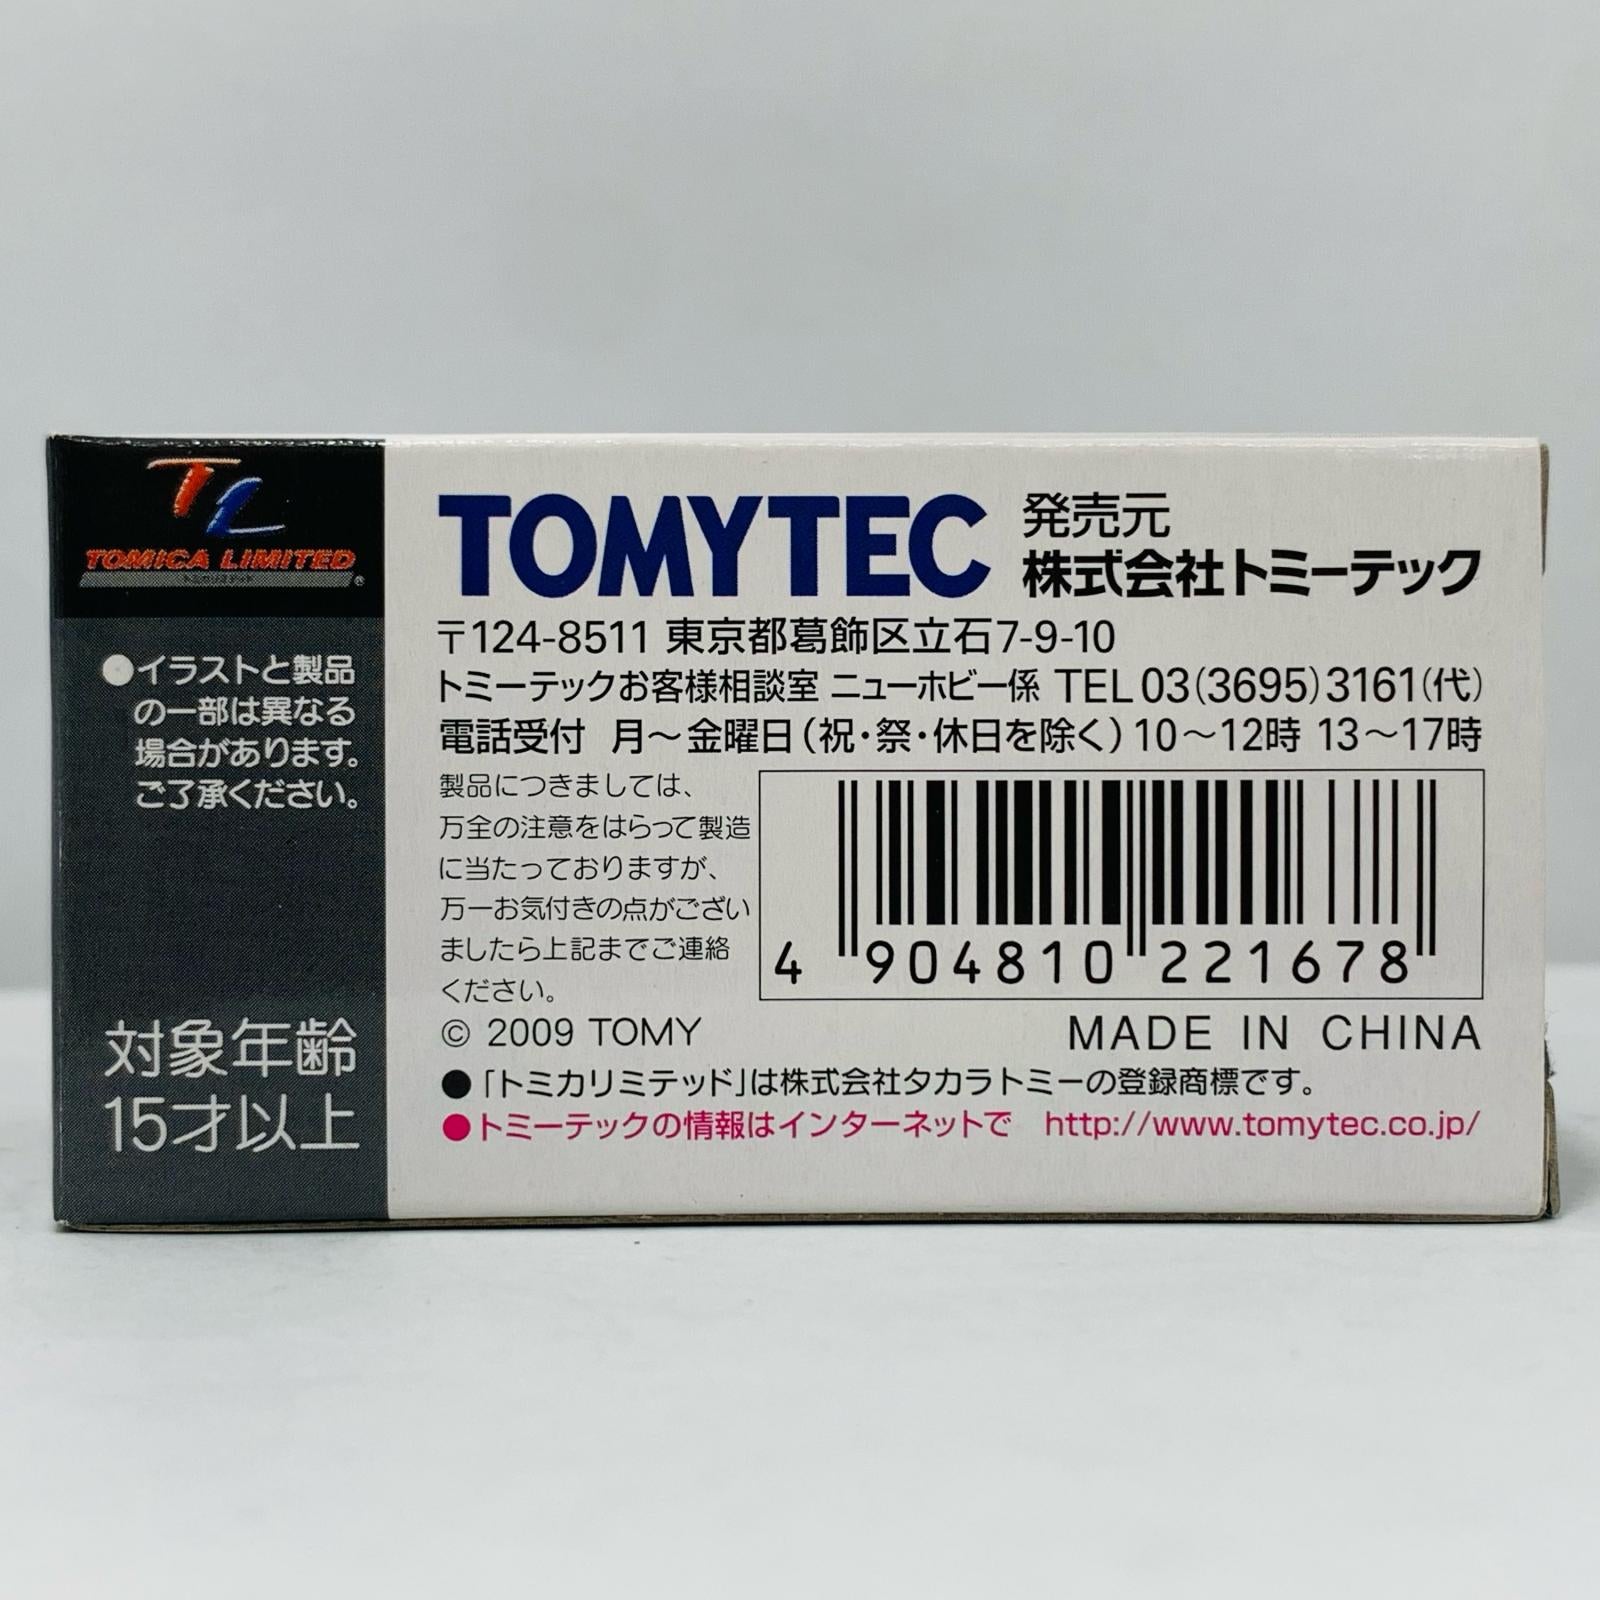 TL
TOMICA LIMITED
トミカリミテッド®
●イラストと製品
の一部は異なる
場合があります。
ご了承ください。
対象年齢
15才以上
TOMYTEC
発売元
株式会社トミーテック
〒124-8511 東京都葛飾区立石7-9-10
トミーテックお客様相談室 ニューホビー係 TEL 03(3695)3161(代)
電話受付 月〜金曜日(祝・祭・休日を除く)10〜12時 13〜17時
製品につきましては、
万全の注意をはらって製造
に当たっておりますが、
万一お気付きの点がござい
ましたら上記までご連絡
ください。
4 904810 221678
© 2009 TOMY
MADE IN CHINA
●「トミカリミテッド」は株式会社タカラトミーの登録商標です。
●トミーテックの情報はインターネットで http://www.tomytec.co.jp/